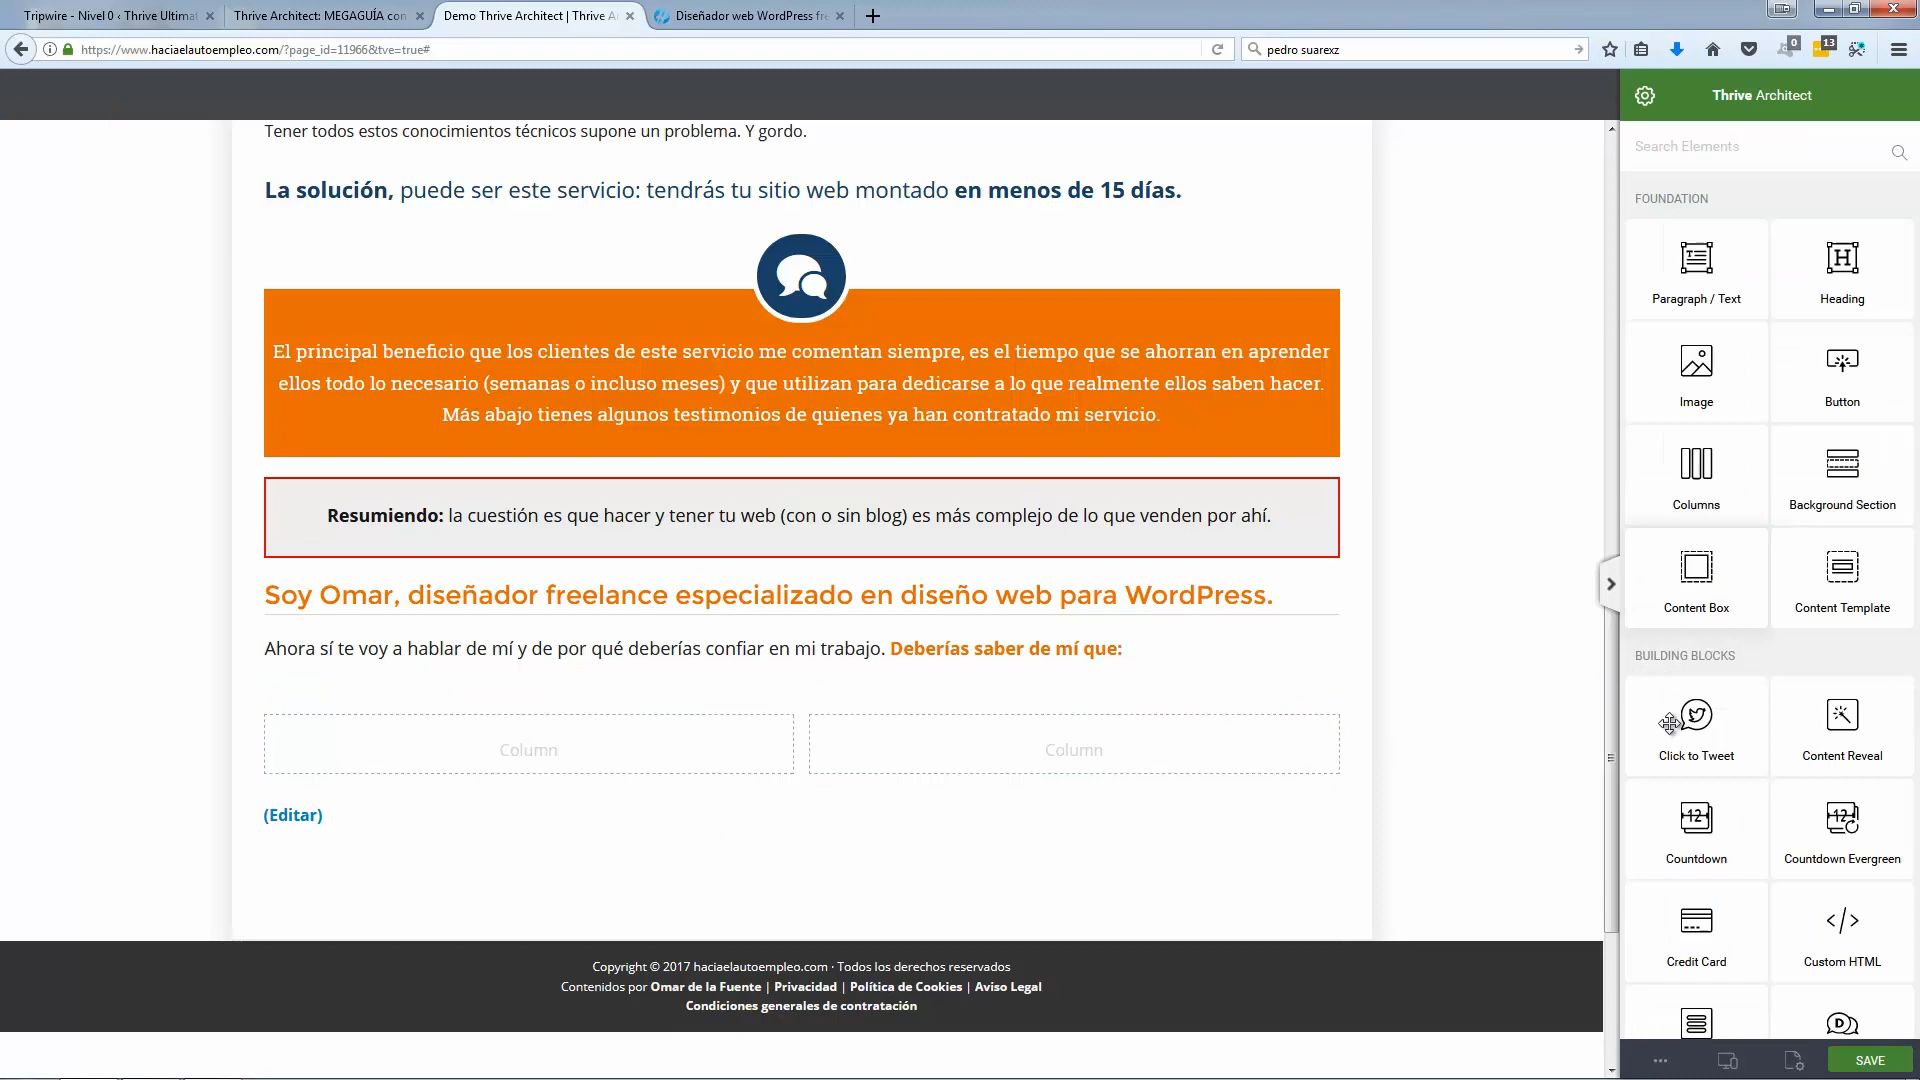 Tripwire - Nivel 0 ‹ Thrive Ultimat
Thrive Architect: MEGAGUÍA con
Demo Thrive Architect | Thrive A
Diseñador web WordPress fre
https://www.haciaelautoempleo.com/?page_id=11966&tve=true#
pedro suarexz
0
13
Thrive Architect
Tener todos estos conocimientos técnicos supone un problema. Y gordo.
Search Elements
La solución, puede ser este servicio: tendrás tu sitio web montado en menos de 15 días.
FOUNDATION
Paragraph / Text
Heading
El principal beneficio que los clientes de este servicio me comentan siempre, es el tiempo que se ahorran en aprender
ellos todo lo necesario (semanas o incluso meses) y que utilizan para dedicarse a lo que realmente ellos saben hacer.
Más abajo tienes algunos testimonios de quienes ya han contratado mi servicio.
Image
Button
Resumiendo: la cuestión es que hacer y tener tu web (con o sin blog) es más complejo de lo que venden por ahí.
Columns
Background Section
Soy Omar, diseñador freelance especializado en diseño web para WordPress.
Content Box
Content Template
Ahora sí te voy a hablar de mí y de por qué deberías confiar en mi trabajo. Deberías saber de mí que:
BUILDING BLOCKS
Column
Column
Click to Tweet
Content Reveal
(Editar)
12
12
Countdown
Countdown Evergreen
Credit Card
Custom HTML
Copyright © 2017 haciaelautoempleo.com · Todos los derechos reservados
Contenidos por Omar de la Fuente | Privacidad | Política de Cookies | Aviso Legal
Condiciones generales de contratación
SAVE